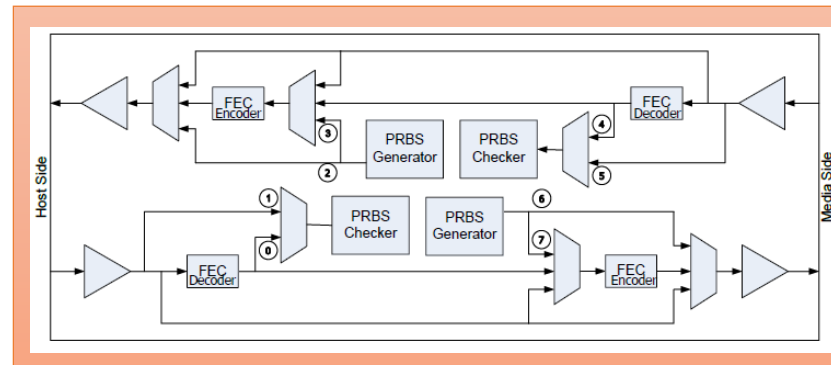 Host Side
Media Side
FEC
Encoder
FEC
Decoder
3
4
PRBS
Generator
PRBS
Checker
2
5
1
6
PRBS
Checker
PRBS
Generator
0
7
FEC
Decoder
FEC
Encoder